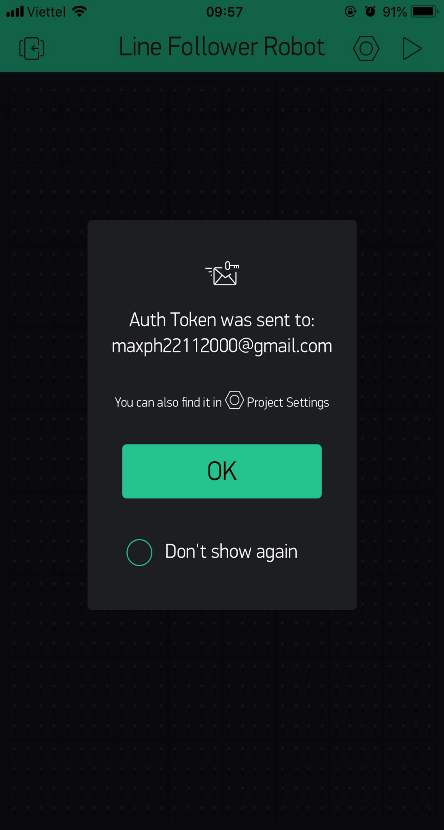 Viettel 09:57 91%
Line Follower Robot
Auth Token was sent to:
maxph22112000@gmail.com
You can also find it in Project Settings
OK
Don't show again